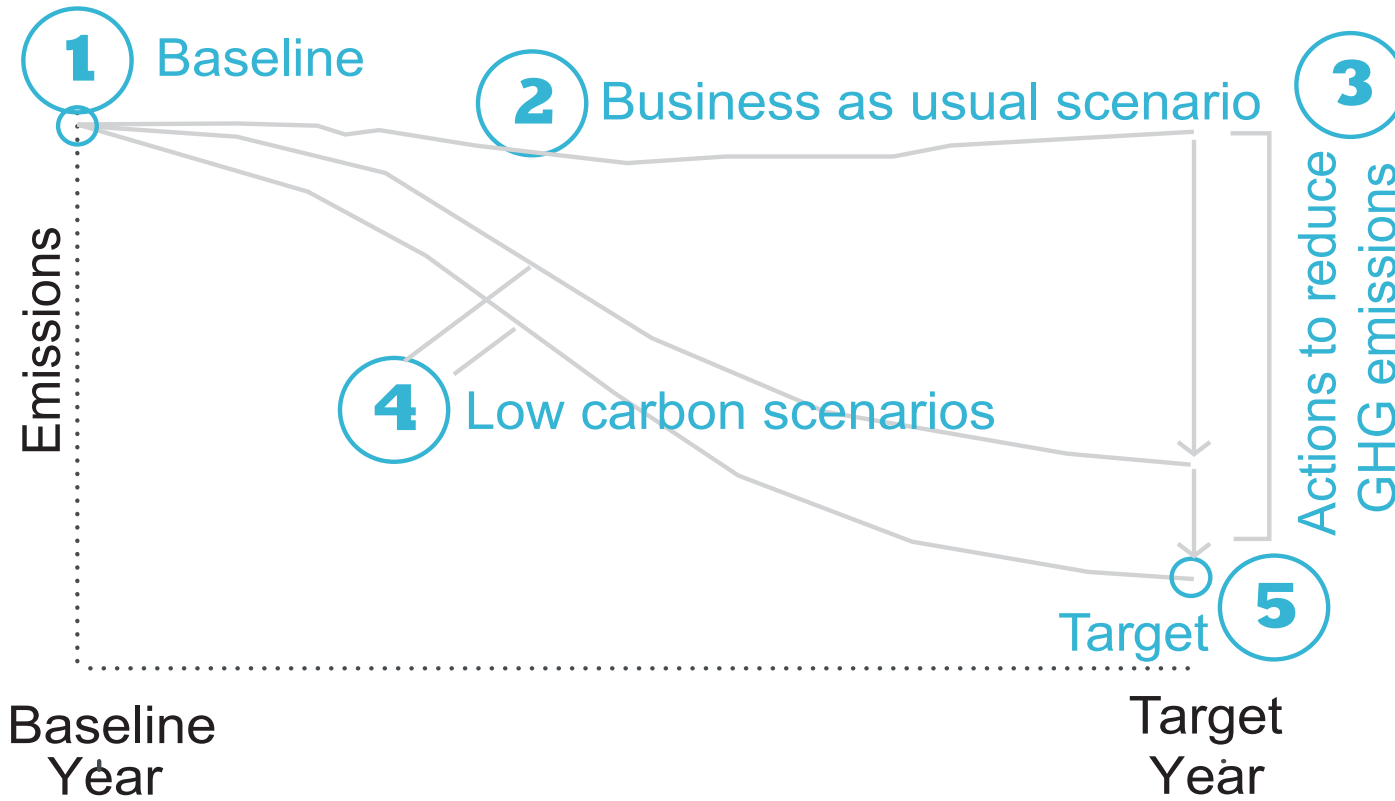 1 Baseline
2 Business as usual scenario
3
Actions to reduce
GHG emissions
Emissions
4 Low carbon scenarios
5
Target
Baseline
Year
Target
Year